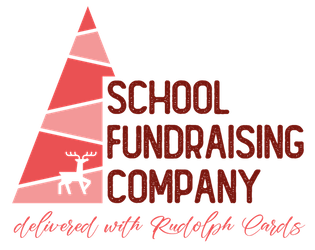 SCHOOL
FUNDRAISING
COMPANY
delivered with Rudolph Cards